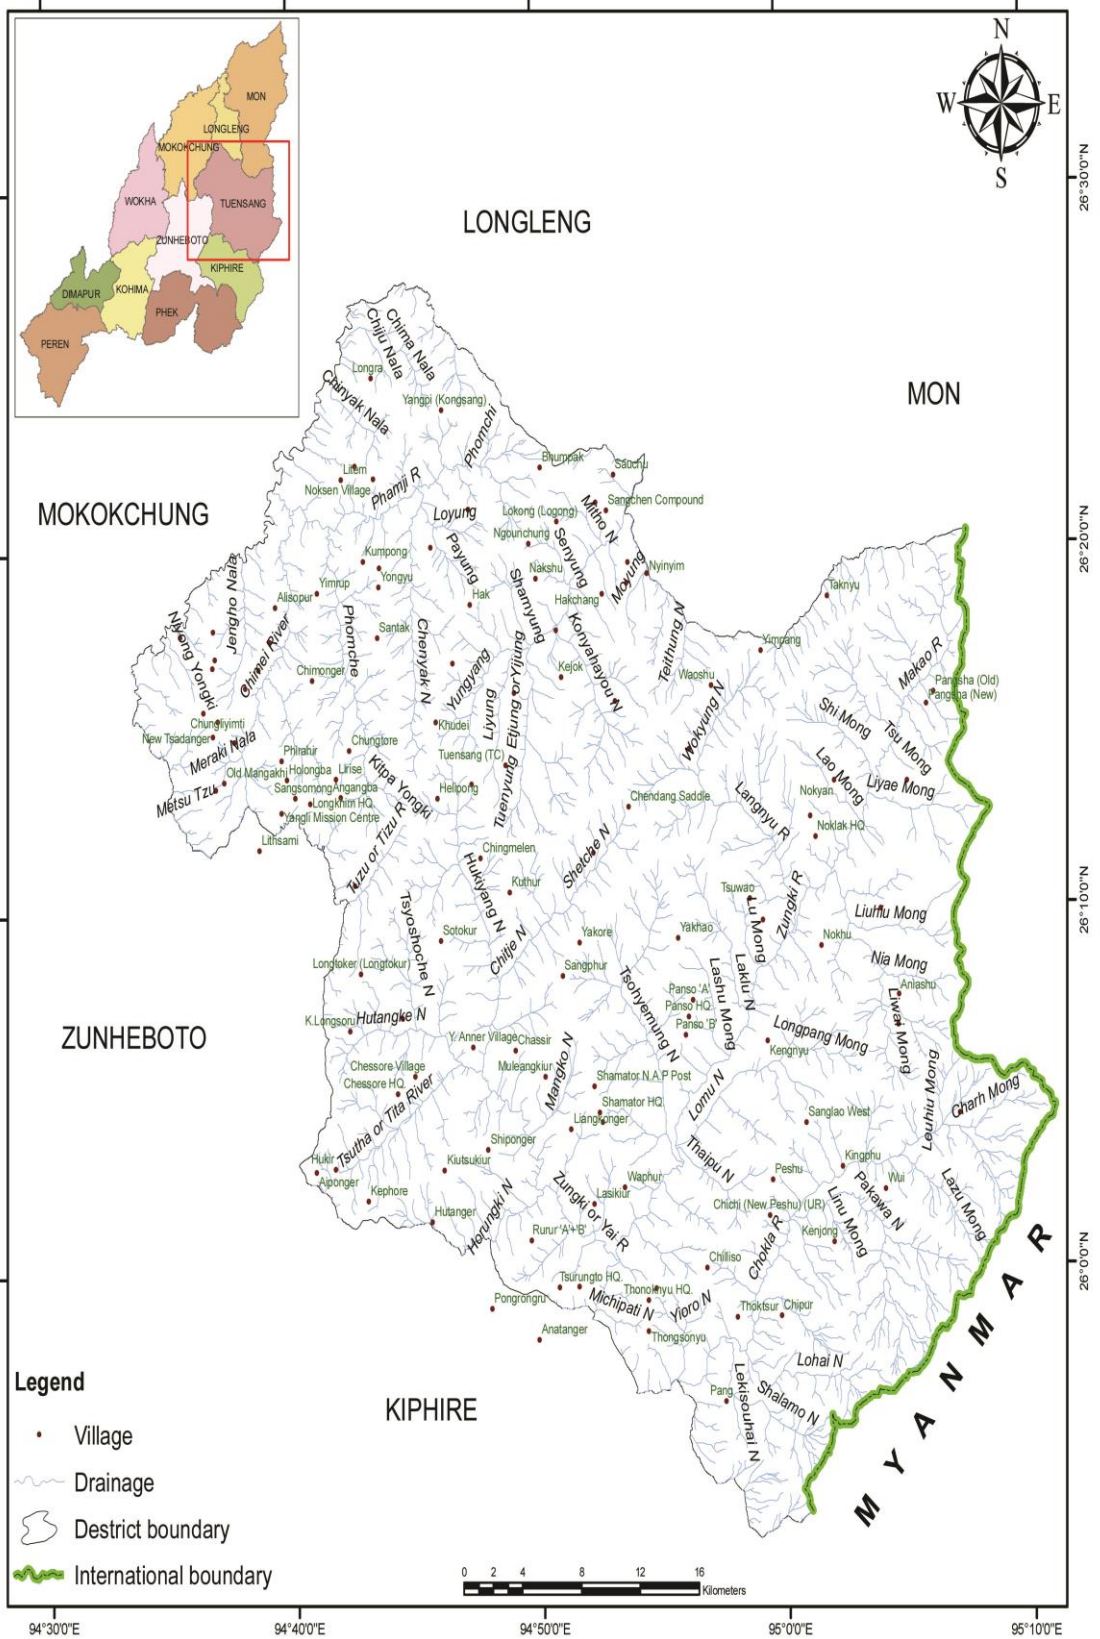 N
W
E
S
MON
LONGLENG
MOKOKCHUNG
WOKHA
TUENSANG
ZUNHEBOTO
KIPHIRE
KOHIMA
DIMAPUR
PHEK
PEREN
26°30'0"N
LONGLENG
Chima Nala
Chiju Nala
Longra
Chinyak Nala
Yangpi (Kongsang)
MON
Phomchi
Bhumpak
Sauchu
Litem
Noksen Village
Phamji R
Sangchen Compound
Mitho N
MOKOKCHUNG
Loyung
Lokong (Logong)
26°20'0"N
Ngounchung
Senyung
Payung
Kumpong
Yongyu
Nakshu
Moyung
Nyinyim
Yimrup
Alisopur
Jengho Nala
Hak
Shamyung
Hakchang
Taknyu
Niyong Yongki
Phomche
Santak
Chenyak N
Konyahayou N
Teithung N
Yimpang
Chimei River
Chimonger
Yungyang
Etjung or Yijung
Kejok
Waoshu
Makao R
Pangsha (Old)
Pangsha (New)
Liyung
Wokyung N
Shi Mong
Tsu Mong
Chungliyimti
New Tsadanger
Khudei
Meraki Nala
Phirahir
Chungtore
Tuensang (TC)
Lao Mong
Old Mangakhi
Holongba
Lirise
Kitpa Yongki
Liyae Mong
Metsu Tzu
Sangsomong
Angangba
Helipong
Tuenyung
Nokyan
Longkhim HQ.
Chendang Saddle
Langnyu R
Yangli Mission Centre
Noklak HQ
Lithsami
Tuzu or Tizu R
Chingmelen
Shetche N
Hukiyang N
Kuthur
Tsuwao
Zungki R
26°10'0"N
Tsyoshoche N
Lu Mong
Liuhlu Mong
Sotokur
Chitje N
Yakore
Yakhao
Nokhu
Longtoker (Longtokur)
Sangphur
Laklu N
Nia Mong
Tsohyemung N
Lashu Mong
Aniashu
Panso 'A'
Panso HQ.
Panso 'B'
Liwai Mong
K.Longsoru
Hutangke N
Longpang Mong
ZUNHEBOTO
Y. Anner Village
Chassir
Kengnyu
Chessore Village
Muleangkiur
Mangko N
Chessore HQ.
Shamator N.A.P Post
Leuhiu Mong
Charh Mong
Lomu N
Shamator HQ.
Sanglao West
Tsutha or Tita River
Liangkonger
Shiponger
Thaipu N
Kingphu
Hukir
Aiponger
Kiutsukiur
Peshu
Waphur
Pakawa N
Wui
Lazu Mong
Kephore
Zungki or Yai R
Lasikiur
Linu Mong
Horungki N
Chichi (New Peshu) (UR)
Hutanger
Rurur 'A'+'B'
Chokla R
Kenjong
26°0'0"N
Chilliso
Tsurungto HQ.
Thonoknyu HQ.
Pongrongru
Michipati N
Yioro N
Thoktsur
Chipur
Anatanger
Thongsonyu
Lohai N
Lekisouhai N
Pang
Shalamo N
KIPHIRE
MYANMAR
Legend
Village
Drainage
Destrict boundary
International boundary
0 2 4 8 12 16
Kilometers
94°30'0"E 94°40'0"E 94°50'0"E 95°0'0"E 95°10'0"E